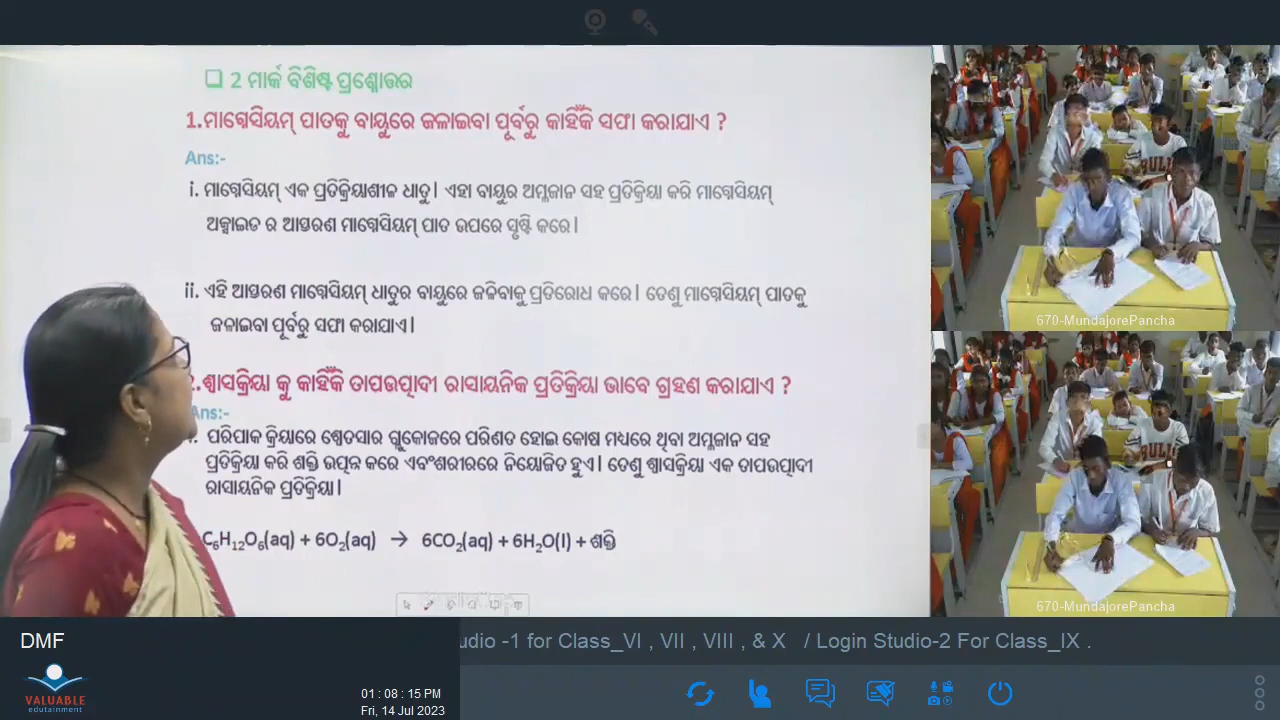 ❑ 2 ମାର୍କ ବିଶିଷ୍ଟ ପ୍ରଶ୍ନୋତ୍ତର
1.ମାଗ୍ନେସିୟମ୍ ପାତକୁ ବାୟୁରେ ଜଳାଇବା ପୂର୍ବରୁ କାହିଁକି ସଫା କରାଯାଏ ?
Ans:-
i. ମାଗ୍ନେସିୟମ୍ ଏକ ପ୍ରତିକ୍ରିୟାଶୀଳ ଧାତୁ। ଏହା ବାୟୁର ଅମ୍ଳଜାନ ସହ ପ୍ରତିକ୍ରିୟା କରି ମାଗ୍ନେସିୟମ୍
ଅକ୍ସାଇଡ ର ଆସ୍ତରଣ ମାଗ୍ନେସିୟମ୍ ପାତ ଉପରେ ସୃଷ୍ଟି କରେ।
ii. ଏହି ଆସ୍ତରଣ ମାଗ୍ନେସିୟମ୍ ଧାତୁର ବାୟୁରେ ଜଳିବାକୁ ପ୍ରତିରୋଧ କରେ। ତେଣୁ ମାଗ୍ନେସିୟମ୍ ପାତକୁ
ଜଳାଇବା ପୂର୍ବରୁ ସଫା କରାଯାଏ।
.ଶ୍ଵାସକ୍ରିୟା କୁ କାହିଁକି ତାପଉତ୍ପାଦୀ ରାସାୟନିକ ପ୍ରତିକ୍ରିୟା ଭାବେ ଗ୍ରହଣ କରାଯାଏ ?
Ans:-
ପରିପାକ କ୍ରିୟାରେ ଶ୍ଵେତସାର ଗ୍ଲୁକୋଜରେ ପରିଣତ ହୋଇ କୋଷ ମଧ୍ୟରେ ଥିବା ଅମ୍ଳଜାନ ସହ
ପ୍ରତିକ୍ରିୟା କରି ଶକ୍ତି ଉତ୍ପନ୍ନ କରେ ଏବଂଶରୀରରେ ନିୟୋଜିତ ହୁଏ। ତେଣୁ ଶ୍ଵାସକ୍ରିୟା ଏକ ତାପଉତ୍ପାଦୀ
ରାସାୟନିକ ପ୍ରତିକ୍ରିୟା।
C₆H₁₂O₆(aq) + 6O₂(aq) → 6CO₂(aq) + 6H₂O(l) + ଶକ୍ତି
670-MundajorePancha
670-MundajorePancha
DMF
udio -1 for Class_VI , VII , VIII , & X / Login Studio-2 For Class_IX .
VALUABLE
edutainment
01 : 08 : 15 PM
Fri, 14 Jul 2023